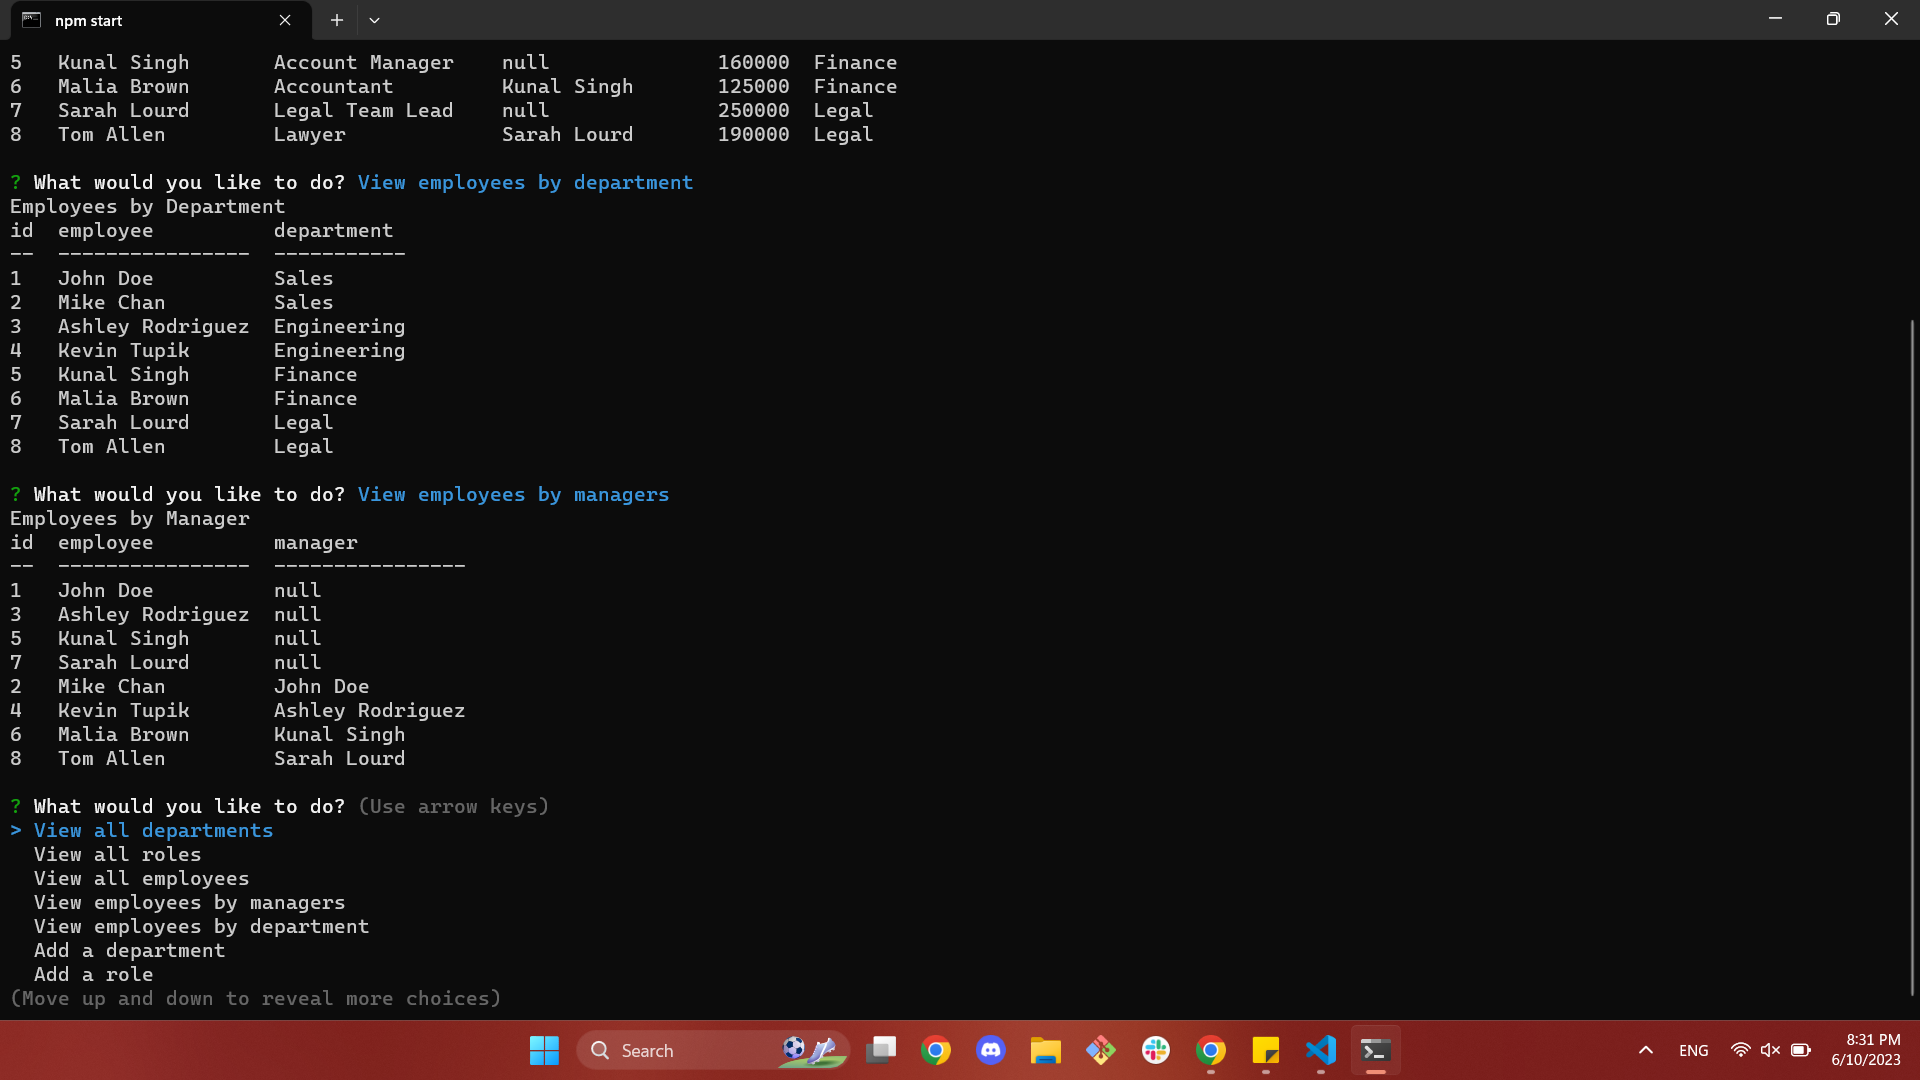 npm start
5   Kunal Singh       Account Manager    null              160000  Finance
6   Malia Brown       Accountant         Kunal Singh       125000  Finance
7   Sarah Lourd       Legal Team Lead    null              250000  Legal
8   Tom Allen         Lawyer             Sarah Lourd       190000  Legal
? What would you like to do? View employees by department
Employees by Department
id  employee          department
--  ----------------  -----------
1   John Doe          Sales
2   Mike Chan         Sales
3   Ashley Rodriguez  Engineering
4   Kevin Tupik       Engineering
5   Kunal Singh       Finance
6   Malia Brown       Finance
7   Sarah Lourd       Legal
8   Tom Allen         Legal
? What would you like to do? View employees by managers
Employees by Manager
id  employee          manager
--  ----------------  ----------------
1   John Doe          null
3   Ashley Rodriguez  null
5   Kunal Singh       null
7   Sarah Lourd       null
2   Mike Chan         John Doe
4   Kevin Tupik       Ashley Rodriguez
6   Malia Brown       Kunal Singh
8   Tom Allen         Sarah Lourd
? What would you like to do? (Use arrow keys)
> View all departments
  View all roles
  View all employees
  View employees by managers
  View employees by department
  Add a department
  Add a role
(Move up and down to reveal more choices)
Search
ENG
8:31 PM
6/10/2023